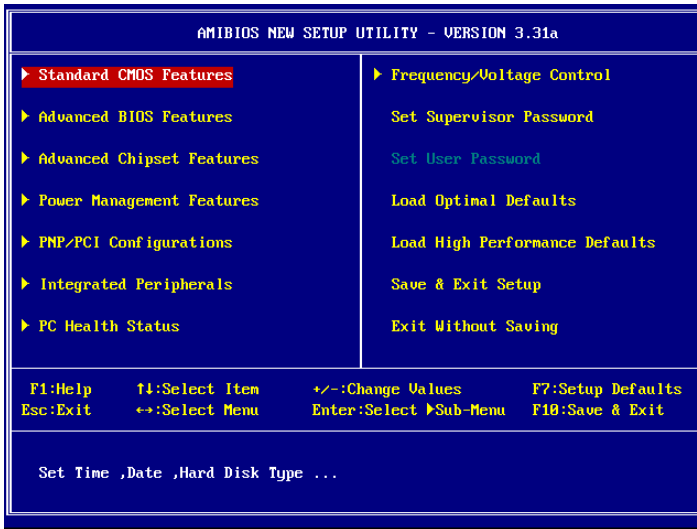 AMIBIOS NEW SETUP UTILITY - VERSION 3.31a
▶ Standard CMOS Features
▶ Advanced BIOS Features
▶ Advanced Chipset Features
▶ Power Management Features
▶ PNP/PCI Configurations
▶ Integrated Peripherals
▶ PC Health Status
▶ Frequency/Voltage Control
Set Supervisor Password
Set User Password
Load Optimal Defaults
Load High Performance Defaults
Save & Exit Setup
Exit Without Saving
F1:Help ↑↓:Select Item +/-:Change Values F7:Setup Defaults
Esc:Exit ↔:Select Menu Enter:Select ▶Sub-Menu F10:Save & Exit
Set Time ,Date ,Hard Disk Type ...